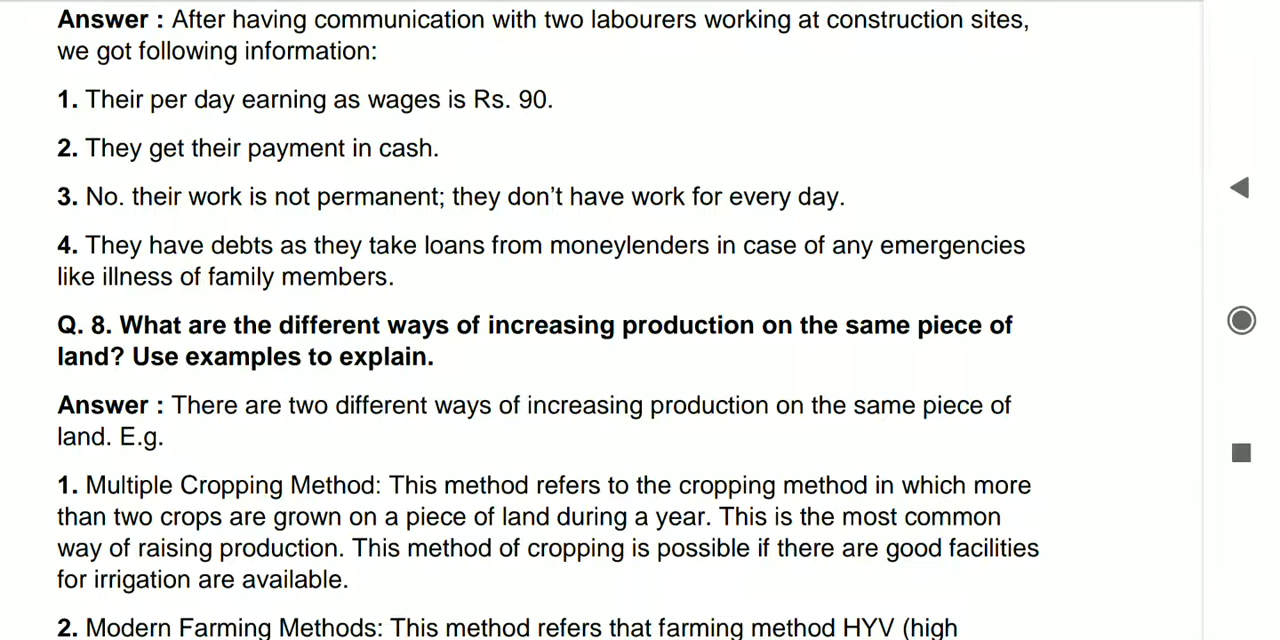 Answer : After having communication with two labourers working at construction sites,
we got following information:
1. Their per day earning as wages is Rs. 90.
2. They get their payment in cash.
3. No. their work is not permanent; they don’t have work for every day.
4. They have debts as they take loans from moneylenders in case of any emergencies
like illness of family members.
Q. 8. What are the different ways of increasing production on the same piece of
land? Use examples to explain.
Answer : There are two different ways of increasing production on the same piece of
land. E.g.
1. Multiple Cropping Method: This method refers to the cropping method in which more
than two crops are grown on a piece of land during a year. This is the most common
way of raising production. This method of cropping is possible if there are good facilities
for irrigation are available.
2. Modern Farming Methods: This method refers that farming method HYV (high